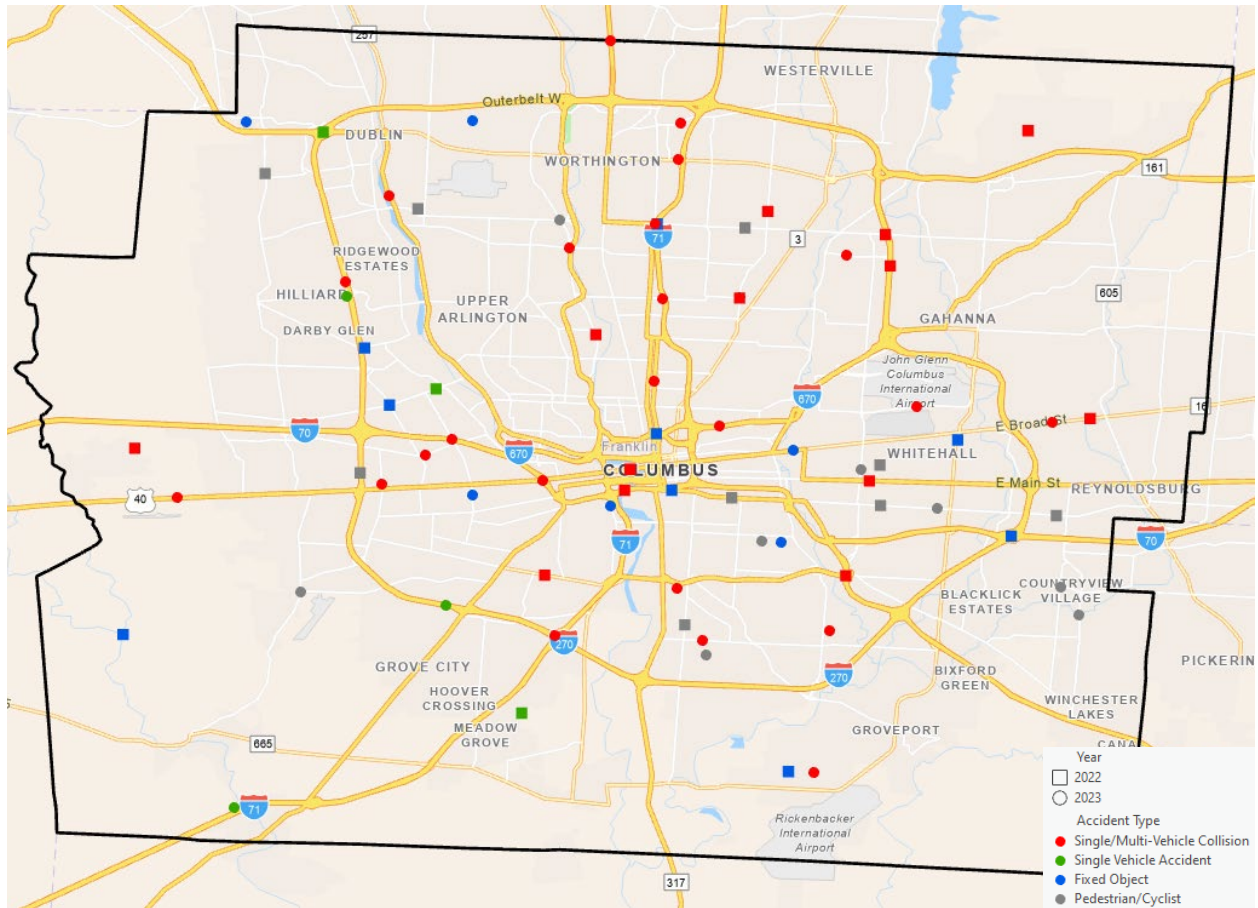 257
WESTERVILLE
Outerbelt W
DUBLIN
WORTHINGTON
161
71
3
RIDGEWOOD
ESTATES
HILLIARD
UPPER
ARLINGTON
605
GAHANNA
DARBY GLEN
John Glenn
Columbus
International
Airport
670
16
E Broad St
70
Franklin
670
WHITEHALL
COLUMBUS
40
E Main St
REYNOLDSBURG
71
70
COUNTRYVIEW
VILLAGE
BLACKLICK
ESTATES
270
GROVE CITY
270
BIXFORD
GREEN
PICKERIN
HOOVER
CROSSING
WINCHESTER
LAKES
MEADOW
GROVE
GROVEPORT
665
CANA
71
Rickenbacker
International
Airport
317
Year
2022
2023
Accident Type
Single/Multi-Vehicle Collision
Single Vehicle Accident
Fixed Object
Pedestrian/Cyclist